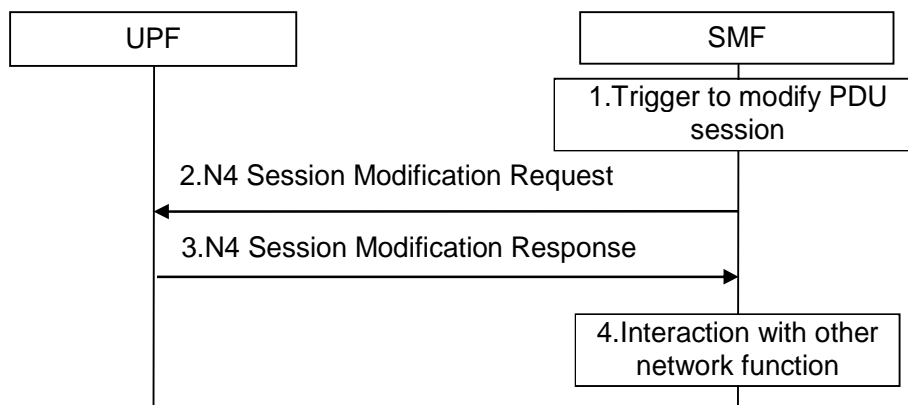 UPF
SMF
1.Trigger to modify PDU
session
2.N4 Session Modification Request
3.N4 Session Modification Response
4.Interaction with other
network function